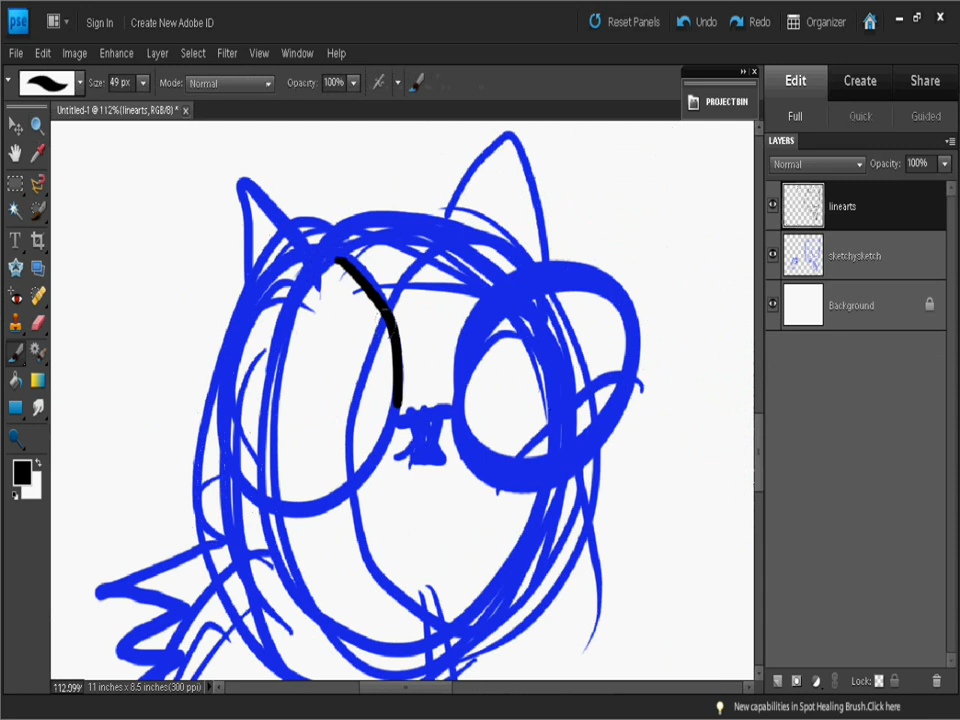 pse Sign In Create New Adobe ID Reset Panels Undo Redo Organizer
File Edit Image Enhance Layer Select Filter View Window Help
Size: 49 px Mode: Normal Opacity: 100% Edit Create Share
Untitled-1 @ 112% (linearts, RGB/8) * x PROJECT BIN
Full Quick Guided
LAYERS
Normal Opacity: 100%
linearts
sketchysketch
Background
T
112.09% 11 inches x 8.5 inches (300 ppi) Lock:
New capabilities in Spot Healing Brush.Click here